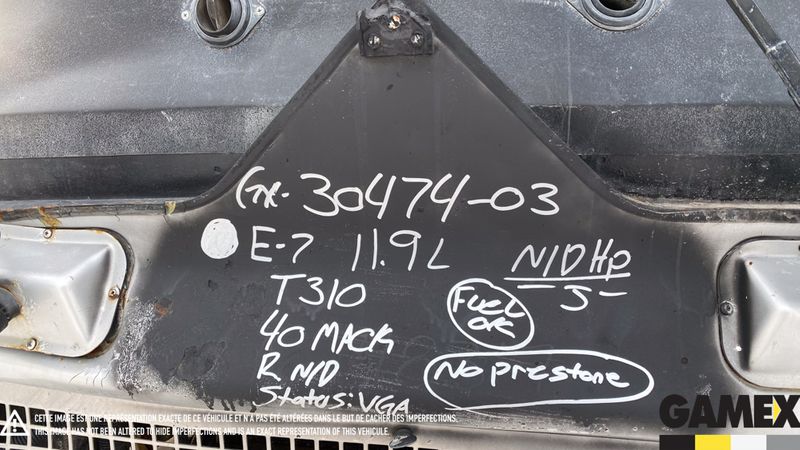 GX-30474-03
E-7 11.9L
N/D Hp
-5-
T310
Fuel
ok
40 MACK
R N/D
No prestone
Status: VGA
CETTE IMAGE EST UNE REPRÉSENTATION EXACTE DE CE VÉHICULE ET N'A PAS ÉTÉ ALTÉRÉES DANS LE BUT DE CACHER DES IMPERFECTIONS.
THIS IMAGE HAS NOT BEEN ALTERED TO HIDE IMPERFECTIONS AND IS AN EXACT REPRESENTATION OF THIS VEHICLE.
GAMEX